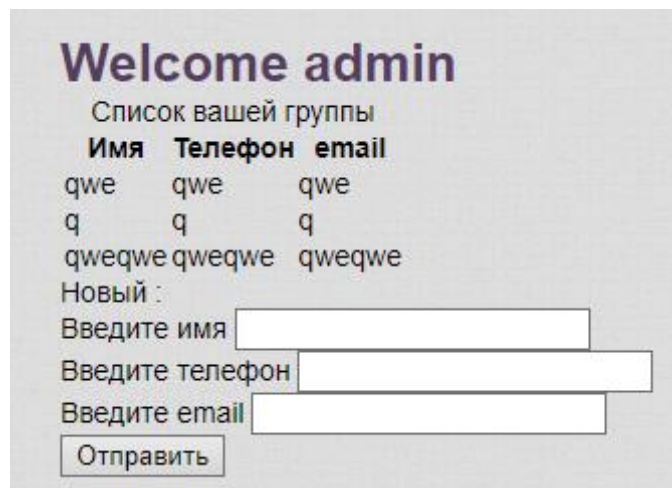 Welcome admin
Список вашей группы
Имя Телефон email
qwe qwe qwe
q q q
qweqwe qweqwe qweqwe
Новый :
Введите имя
Введите телефон
Введите email
Отправить